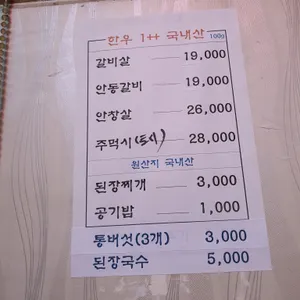 한우 1++ 국내산 100g
갈비살 19,000
안동갈비 19,000
안창살 26,000
주먹시(토시) 28,000
원산지 국내산
된장찌개 3,000
공기밥 1,000
통버섯(3개) 3,000
된장국수 5,000